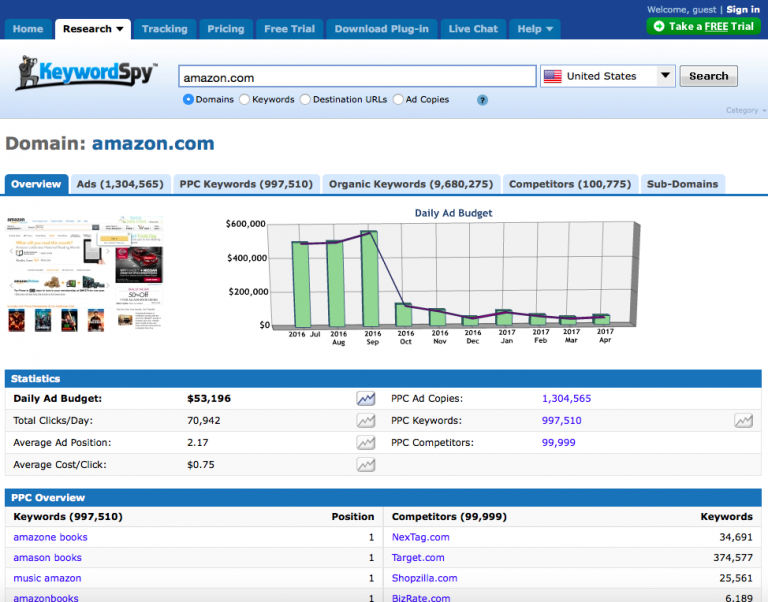 Welcome, guest | Sign in
Home Research ▼ Tracking Pricing Free Trial Download Plug-in Live Chat Help ▼
Take a FREE Trial
KeywordSpy™
amazon.com United States Search
Domains Keywords Destination URLs Ad Copies ?
Category
Domain: amazon.com
Overview Ads (1,304,565) PPC Keywords (997,510) Organic Keywords (9,680,275) Competitors (100,775) Sub-Domains
Daily Ad Budget
$600,000
$400,000
$200,000
$0
2016 Jul
2016 Aug
2016 Sep
2016 Oct
2016 Nov
2016 Dec
2017 Jan
2017 Feb
2017 Mar
2017 Apr
amazon
50%Off
Statistics
Daily Ad Budget: $53,196 PPC Ad Copies: 1,304,565
Total Clicks/Day: 70,942 PPC Keywords: 997,510
Average Ad Position: 2.17 PPC Competitors: 99,999
Average Cost/Click: $0.75
PPC Overview
Keywords (997,510) Position Competitors (99,999) Keywords
amazone books 1 NexTag.com 34,691
amason books 1 Target.com 374,577
music amazon 1 Shopzilla.com 25,561
amazonbooks 1 BizRate.com 6,189